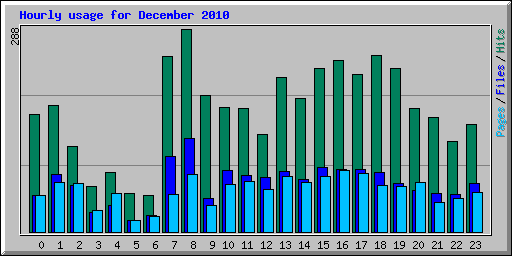 Hourly usage for December 2010
288
Pages / Files / Hits
0 1 2 3 4 5 6 7 8 9 10 11 12 13 14 15 16 17 18 19 20 21 22 23